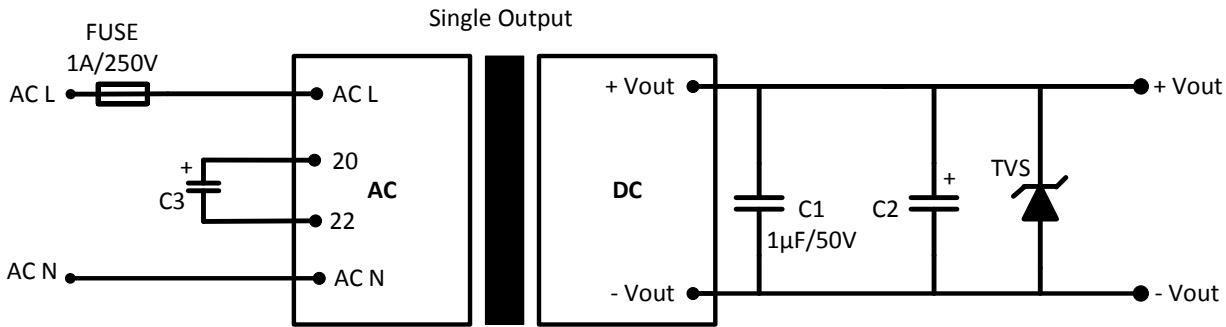 Single Output
FUSE
1A/250V
AC L
AC L
+ Vout
+ Vout
+
20
C3
22
AC
DC
C1
1µF/50V
C2
+
TVS
AC N
AC N
- Vout
- Vout